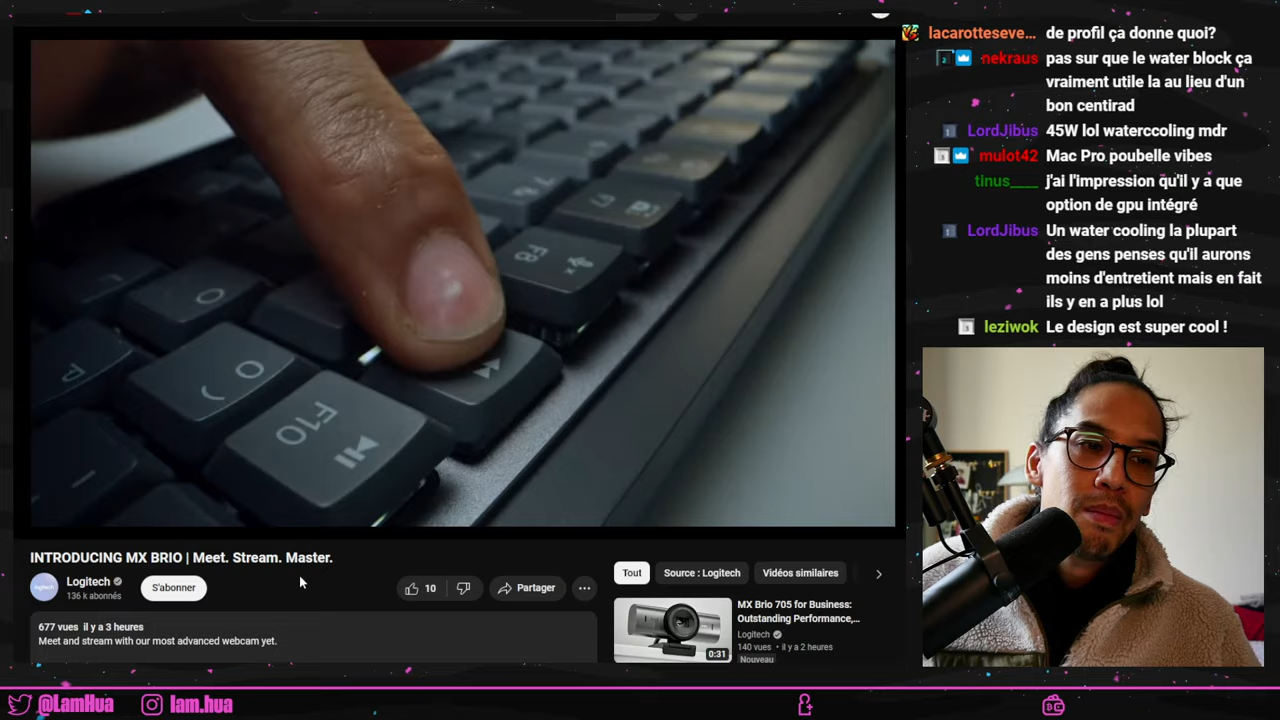 lacarotteseve... de profil ça donne quoi?
nekraus pas sur que le water block ça
vraiment utile la au lieu d'un
bon centirad
LordJibus 45W lol waterccoling mdr
mulot42 Mac Pro poubelle vibes
tinus____ j'ai l'impression qu'il y a que
option de gpu intégré
LordJibus Un water cooling la plupart
des gens penses qu'il aurons
moins d'entretient mais en fait
ils y en a plus lol
leziwok Le design est super cool !
F8
F10
P
O
)
INTRODUCING MX BRIO | Meet. Stream. Master.
Logitech
136 k abonnés
S'abonner
10
Partager
677 vues il y a 3 heures
Meet and stream with our most advanced webcam yet.
Tout
Source : Logitech
Vidéos similaires
MX Brio 705 for Business:
Outstanding Performance,...
Logitech
140 vues • il y a 2 heures
Nouveau
0:31
@LamHua
lam.hua